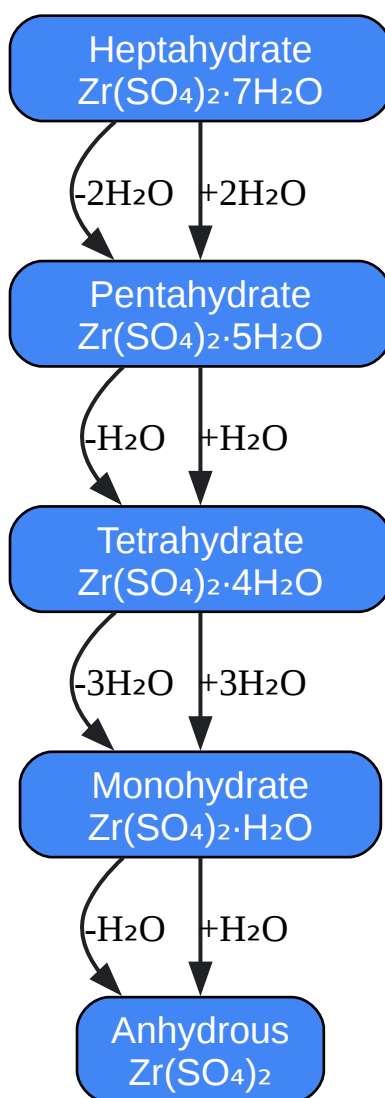 Heptahydrate
Zr(SO₄)₂·7H₂O
-2H₂O +2H₂O
Pentahydrate
Zr(SO₄)₂·5H₂O
-H₂O +H₂O
Tetrahydrate
Zr(SO₄)₂·4H₂O
-3H₂O +3H₂O
Monohydrate
Zr(SO₄)₂·H₂O
-H₂O +H₂O
Anhydrous
Zr(SO₄)₂